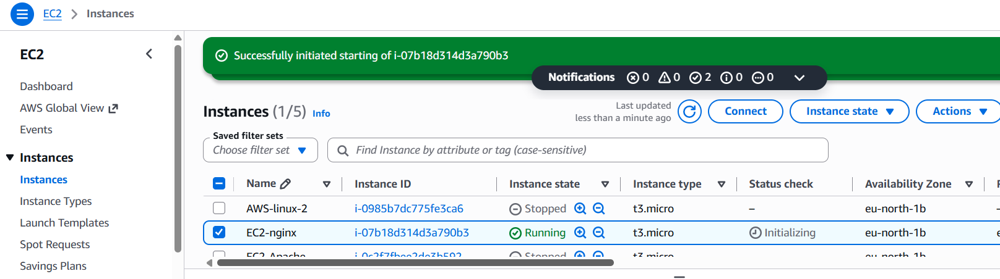 EC2 > Instances
EC2
Dashboard
AWS Global View
Events
Instances
Instances
Instance Types
Launch Templates
Spot Requests
Savings Plans
Successfully initiated starting of i-07b18d314d3a790b3
Notifications 0 0 2 0 0
Instances (1/5) Info
Last updated
less than a minute ago
Connect
Instance state
Actions
Saved filter sets
Choose filter set
Find Instance by attribute or tag (case-sensitive)
Name Instance ID Instance state Instance type Status check Availability Zone
AWS-linux-2 i-0985b7dc775fe3ca6 Stopped t3.micro – eu-north-1b
EC2-nginx i-07b18d314d3a790b3 Running t3.micro Initializing eu-north-1b
EC2-Apache i-0c2f7fbee2de3b592 Stopped t3.micro eu-north-1b